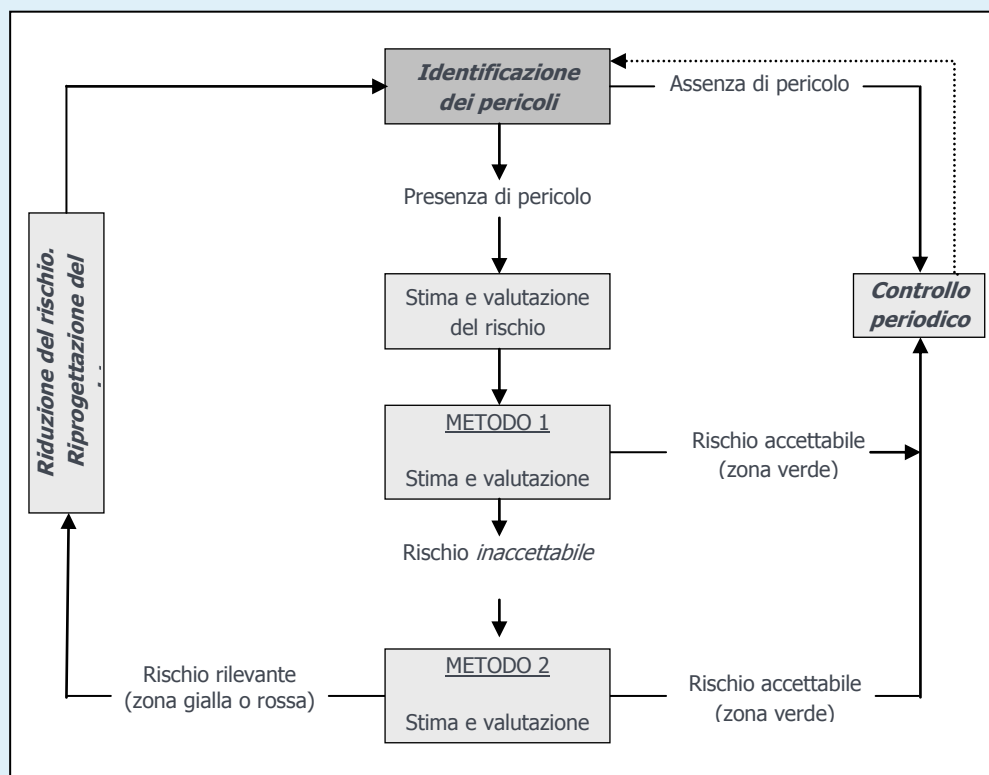 Identificazione
dei pericoli
Assenza di pericolo
Presenza di pericolo
Riduzione del rischio.
Riprogettazione del
Stima e valutazione
del rischio
Controllo
periodico
METODO 1
Stima e valutazione
Rischio accettabile
(zona verde)
Rischio inaccettabile
METODO 2
Stima e valutazione
Rischio rilevante
(zona gialla o rossa)
Rischio accettabile
(zona verde)